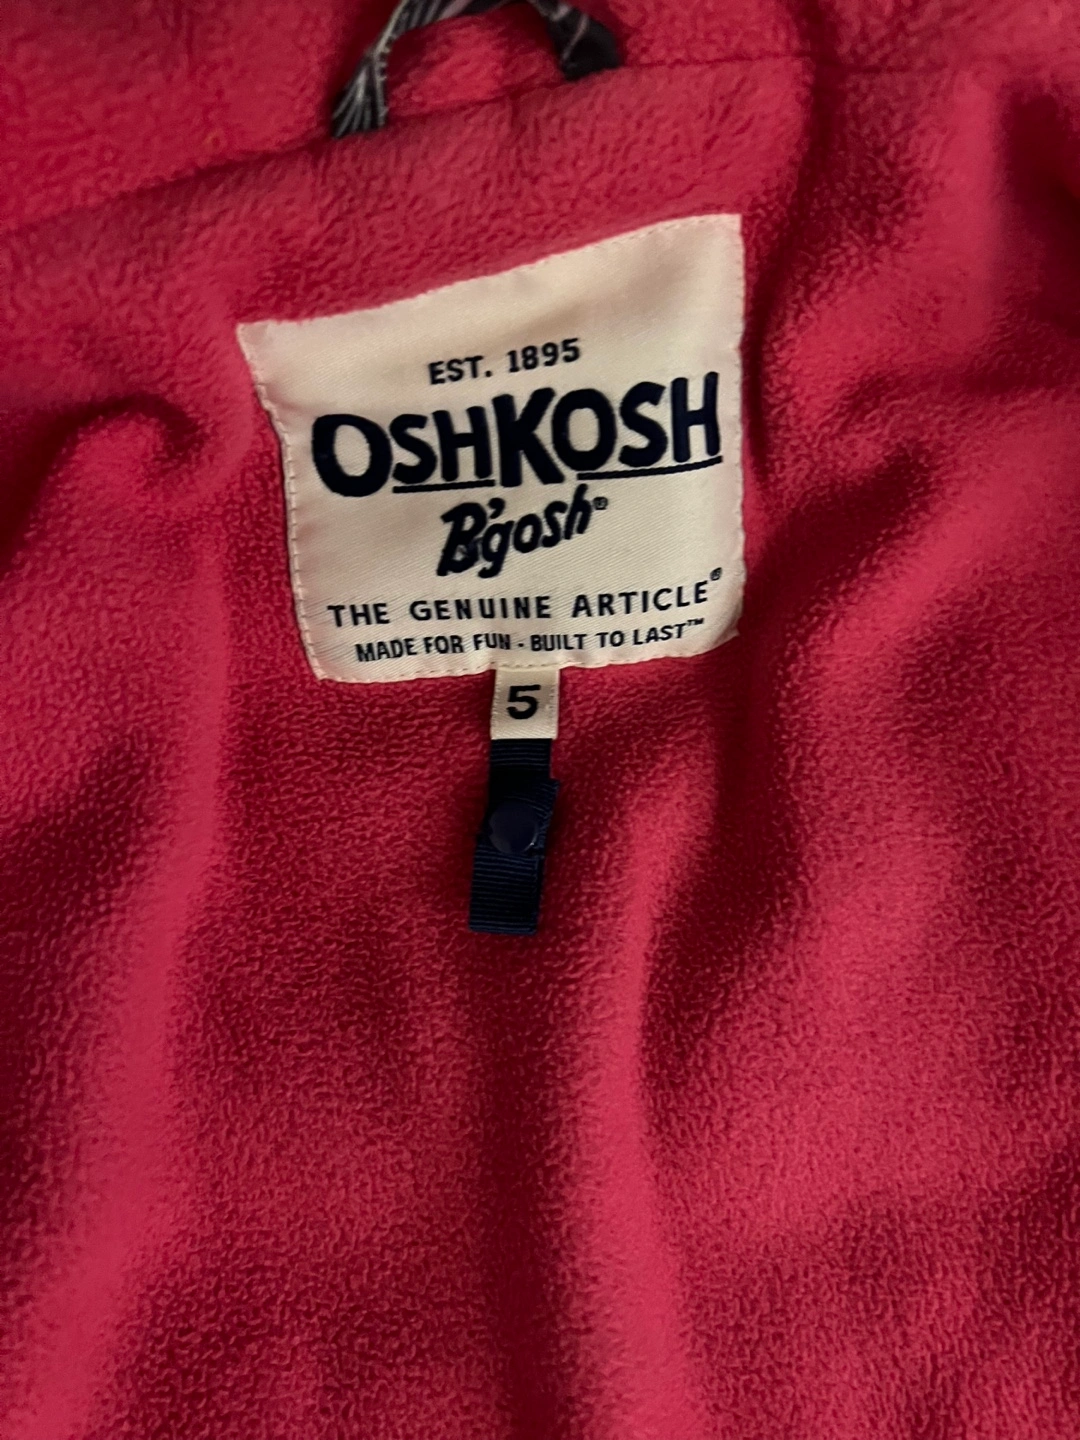 EST. 1895
OSHKOSH
B'gosh®
THE GENUINE ARTICLE®
MADE FOR FUN - BUILT TO LAST™
5